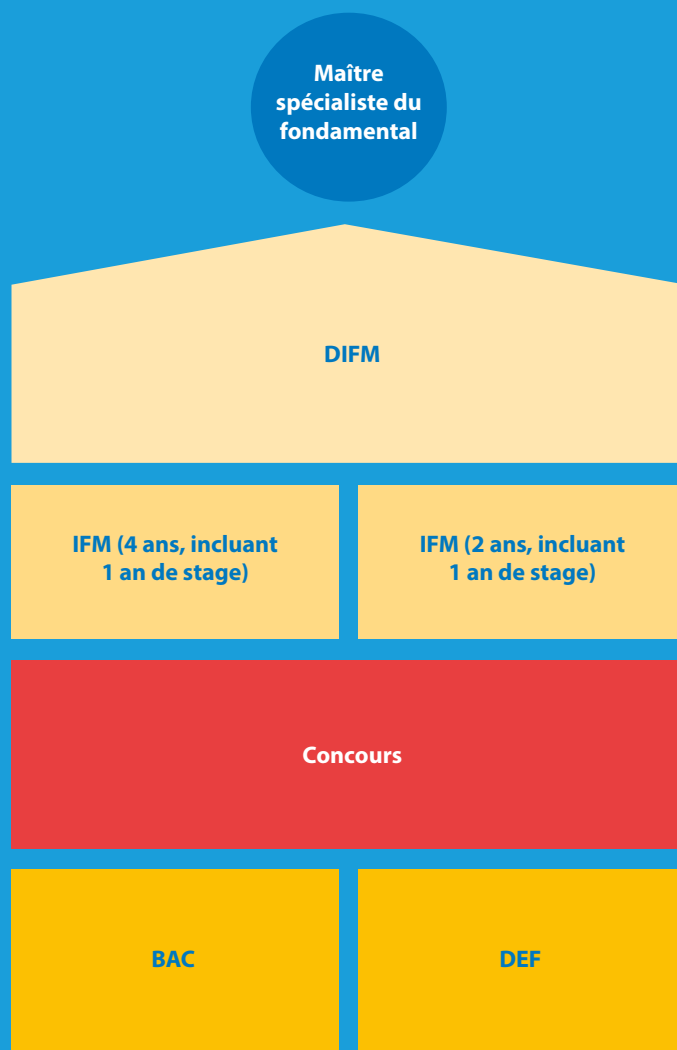 Maître
spécialiste du
fondamental
DIFM
IFM (4 ans, incluant
1 an de stage)
IFM (2 ans, incluant
1 an de stage)
Concours
BAC
DEF